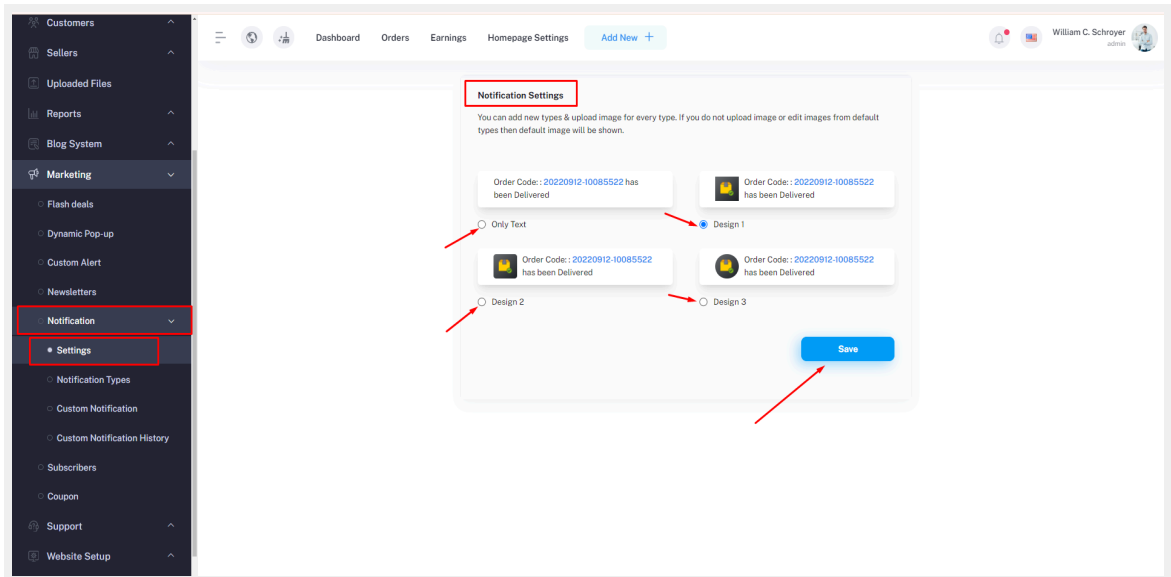 Customers
Sellers
Uploaded Files
Reports
Blog System
Marketing
Flash deals
Dynamic Pop-up
Custom Alert
Newsletters
Notification
Settings
Notification Types
Custom Notification
Custom Notification History
Subscribers
Coupon
Support
Website Setup
Dashboard Orders Earnings Homepage Settings Add New +
William C. Schroyer
admin
Notification Settings
You can add new types & upload image for every type. If you do not upload image or edit images from default
types then default image will be shown.
Order Code: : 20220912-10085522 has
been Delivered
Only Text
Order Code: : 20220912-10085522
has been Delivered
Design 1
Order Code: : 20220912-10085522
has been Delivered
Design 2
Order Code: : 20220912-10085522
has been Delivered
Design 3
Save